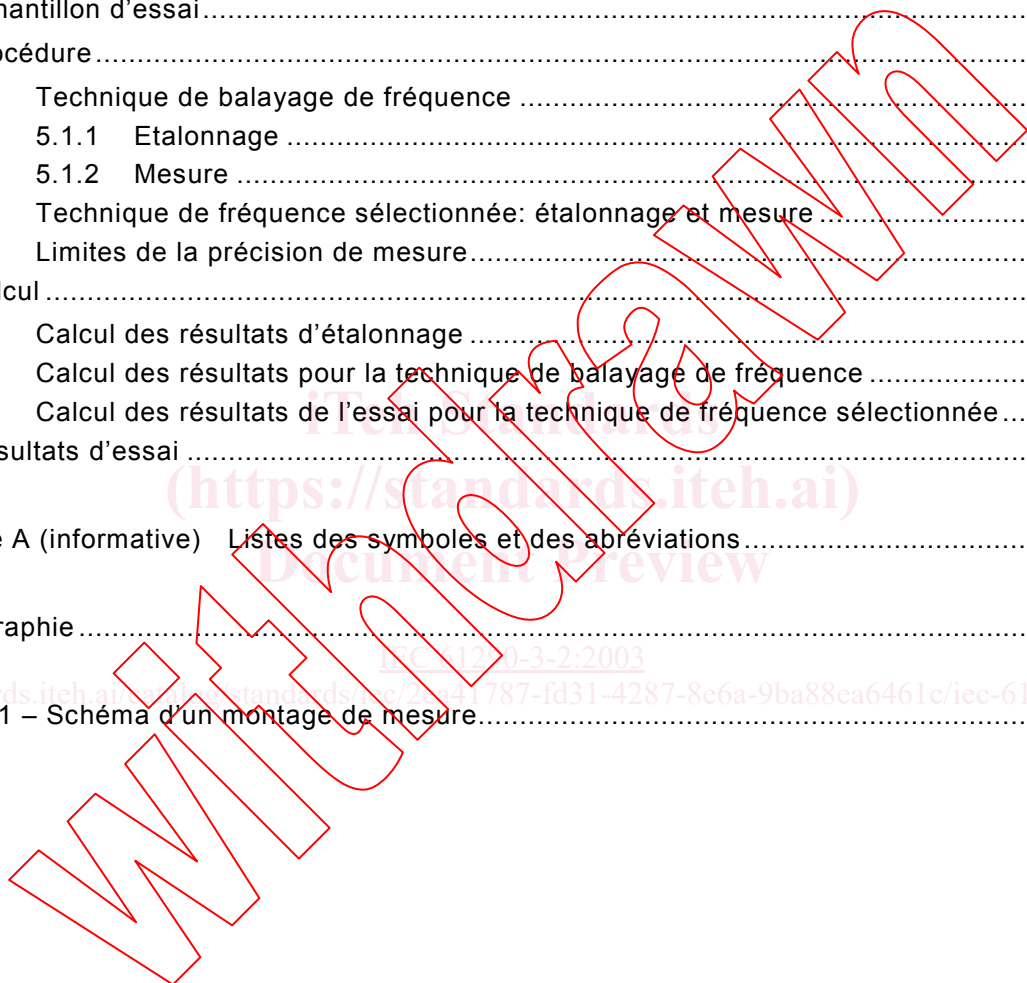 hantillon d'essai
océdure
Technique de balayage de fréquence
5.1.1 Etalonnage
5.1.2 Mesure
Technique de fréquence sélectionnée: étalonnage et mesure
Limites de la précision de mesure
lcul
Calcul des résultats d'étalonnage
Calcul des résultats pour la technique de balayage de fréquence
iTeh Standards
Calcul des résultats de l'essai pour la technique de fréquence sélectionnée
sultats d'essai
(https://standards.iteh.ai)
e A (informative) Listes des symboles et des abréviations
Document Preview
raphie
IEC 61290-3-2:2003
rds.iteh.ai/catalog/standards/iec/2ea41787-fd31-4287-8e6a-9ba88ea6461c/iec-61
1 – Schéma d'un montage de mesure
withdrawn